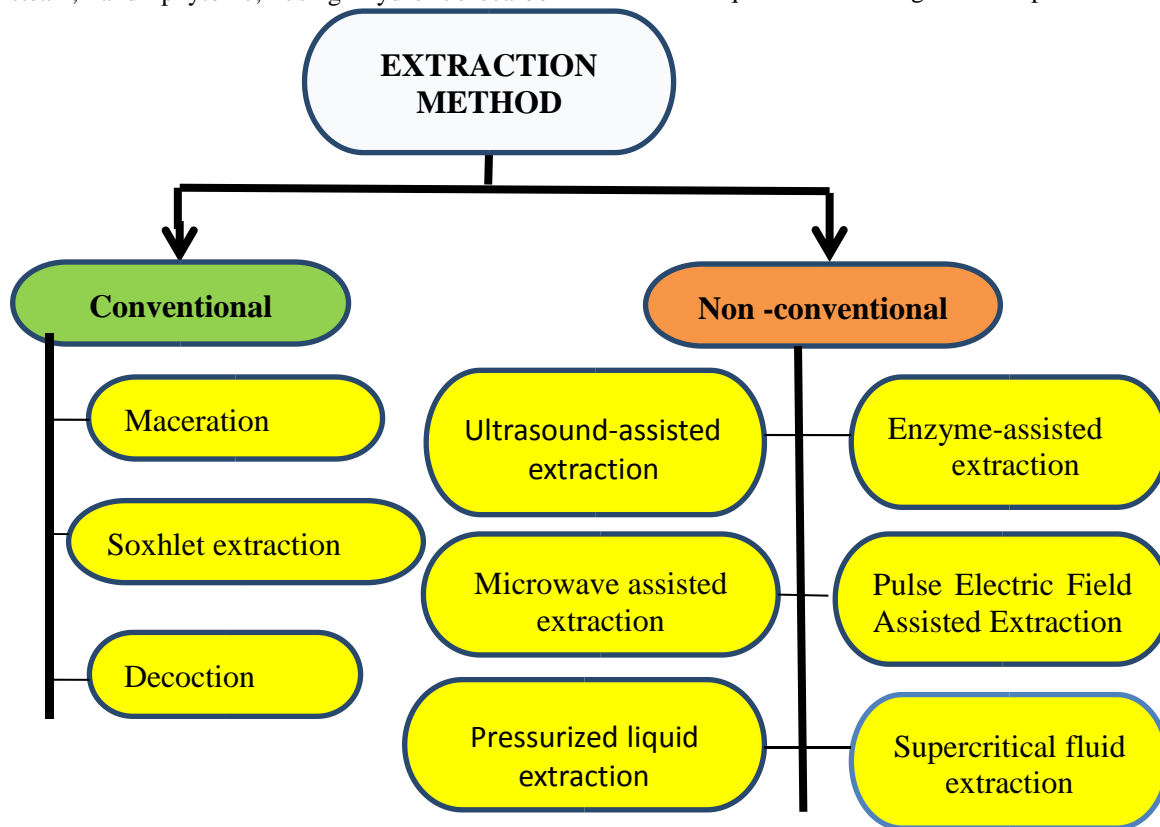 EXTRACTION
METHOD
Conventional
Non -conventional
Maceration
Soxhlet extraction
Decoction
Ultrasound-assisted
extraction
Enzyme-assisted
extraction
Microwave assisted
extraction
Pulse Electric Field
Assisted Extraction
Pressurized liquid
extraction
Supercritical fluid
extraction